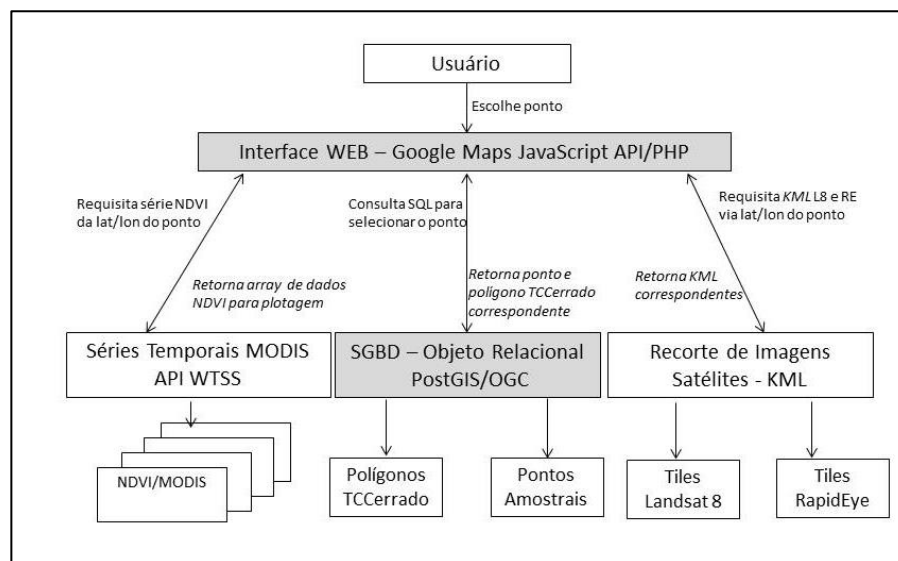 Usuário
Escolhe ponto
Interface WEB – Google Maps JavaScript API/PHP
Requisita série NDVI
da lat/lon do ponto
Consulta SQL para
selecionar o ponto
Requisita KML L8 e RE
via lat/lon do ponto
Retorna array de dados
NDVI para plotagem
Retorna ponto e
polígono TCCerrado
correspondente
Retorna KML
correspondentes
Séries Temporais MODIS
API WTSS
SGBD – Objeto Relacional
PostGIS/OGC
Recorte de Imagens
Satélites - KML
NDVI/MODIS
Polígonos
TCCerrado
Pontos
Amostrais
Tiles
Landsat 8
Tiles
RapidEye